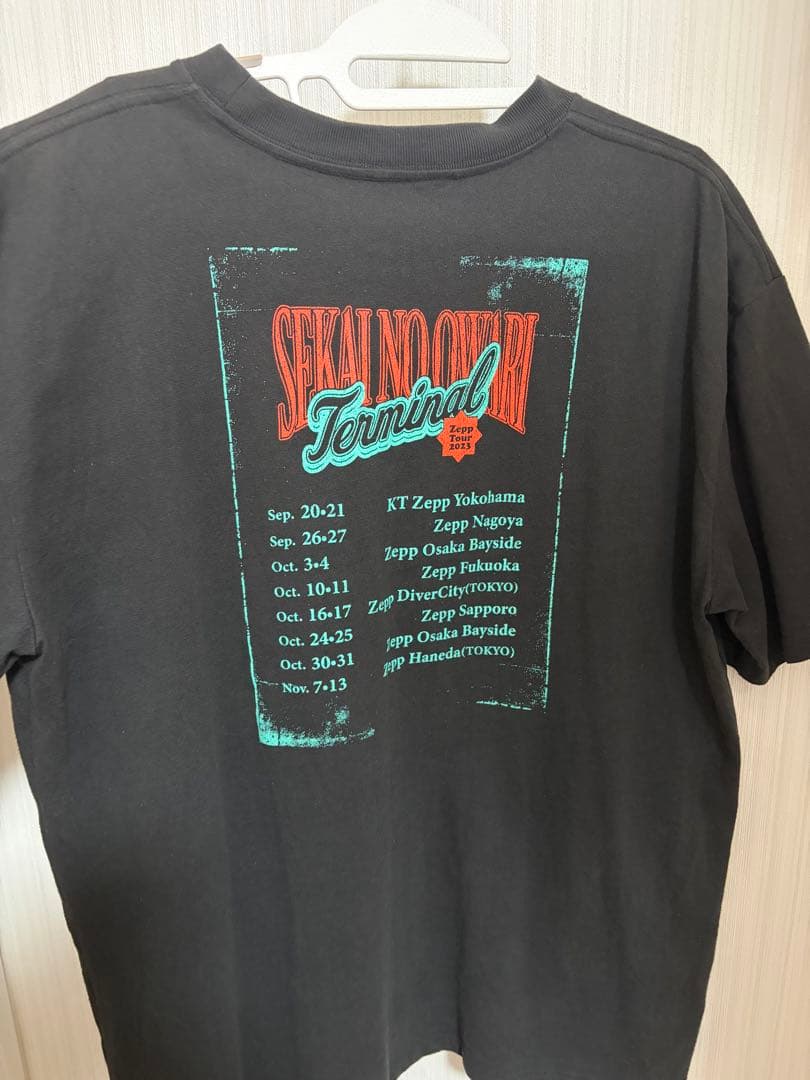 SEKAI NO OWARI
Terminal
Zepp
Tour
2023
Sep. 20•21 KT Zepp Yokohama
Sep. 26•27 Zepp Nagoya
Oct. 3•4 Zepp Osaka Bayside
Oct. 10•11 Zepp Fukuoka
Oct. 16•17 Zepp DiverCity(TOKYO)
Oct. 24•25 Zepp Sapporo
Oct. 30•31 Zepp Osaka Bayside
Nov. 7•13 Zepp Haneda(TOKYO)